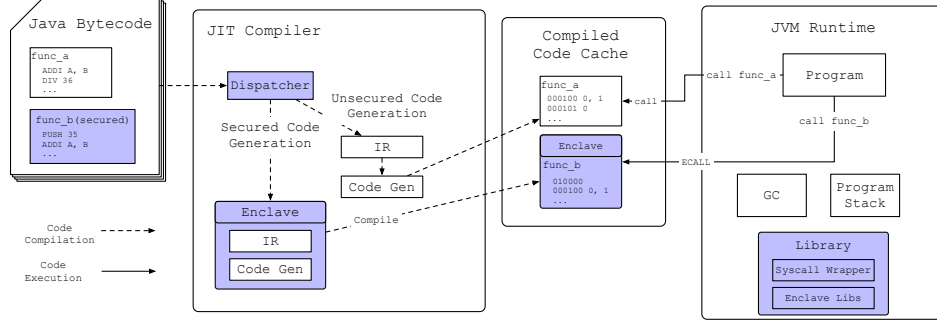 Java Bytecode
func_a
ADDI A, B
DIV 36
...
func_b(secured)
PUSH 35
ADDI A, B
...
Code
Compilation
Code
Execution
JIT Compiler
Dispatcher
Unsecured Code
Generation
Secured Code
Generation
IR
Code Gen
Enclave
IR
Code Gen
Compile
Compiled
Code Cache
func_a
000100 0, 1
000101 0
...
Enclave
func_b
010000
000100 0, 1
...
call
call func_a
ECALL
JVM Runtime
Program
call func_b
GC
Program
Stack
Library
Syscall Wrapper
Enclave Libs